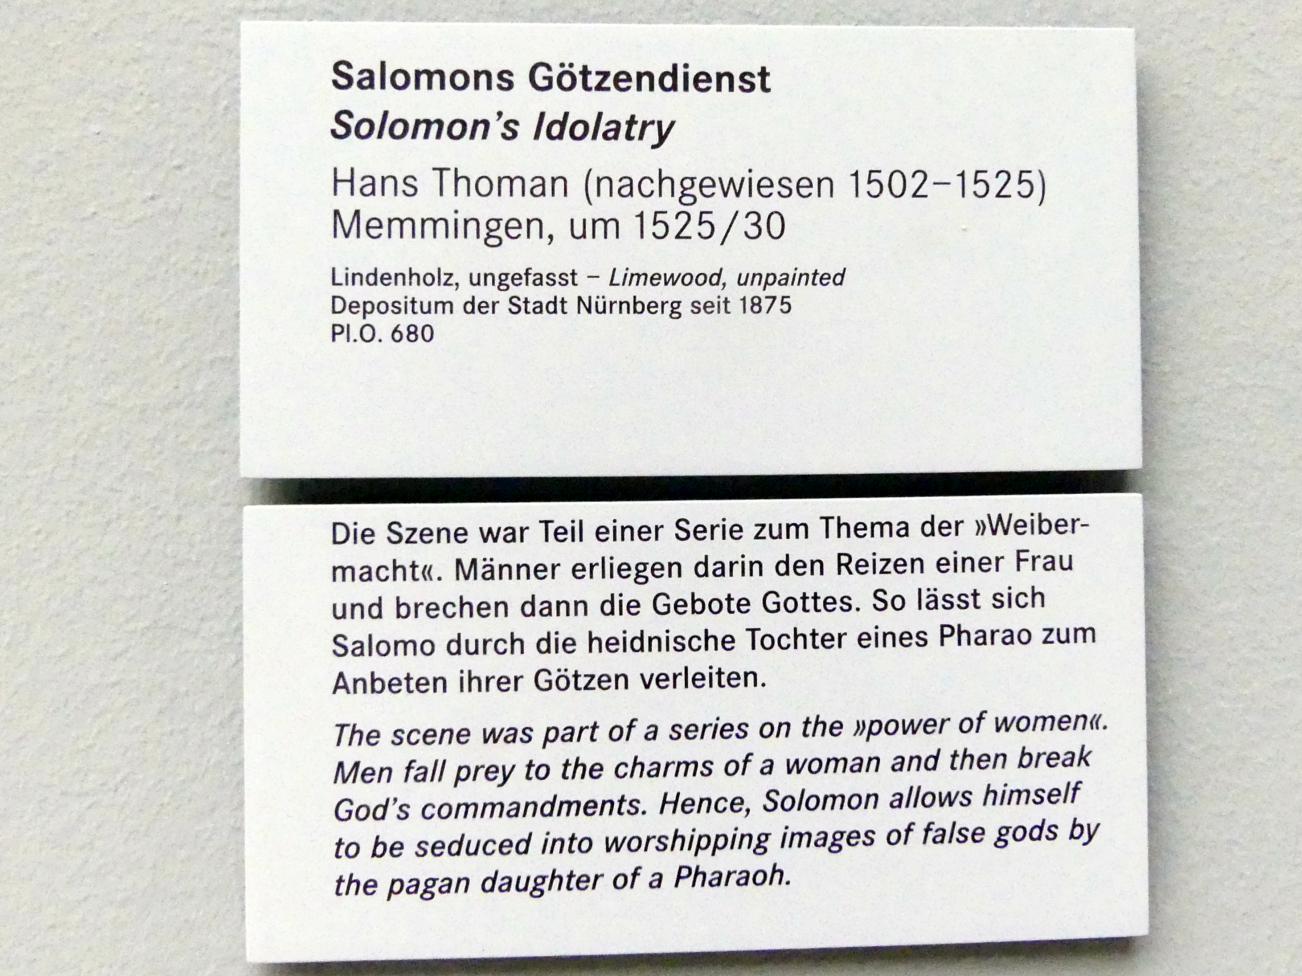 Salomons Götzendienst
Solomon's Idolatry
Hans Thoman (nachgewiesen 1502–1525)
Memmingen, um 1525/30
Lindenholz, ungefasst – Limewood, unpainted
Depositum der Stadt Nürnberg seit 1875
Pl.O. 680
Die Szene war Teil einer Serie zum Thema der »Weiber-
macht«. Männer erliegen darin den Reizen einer Frau
und brechen dann die Gebote Gottes. So lässt sich
Salomo durch die heidnische Tochter eines Pharao zum
Anbeten ihrer Götzen verleiten.
The scene was part of a series on the »power of women«.
Men fall prey to the charms of a woman and then break
God's commandments. Hence, Solomon allows himself
to be seduced into worshipping images of false gods by
the pagan daughter of a Pharaoh.